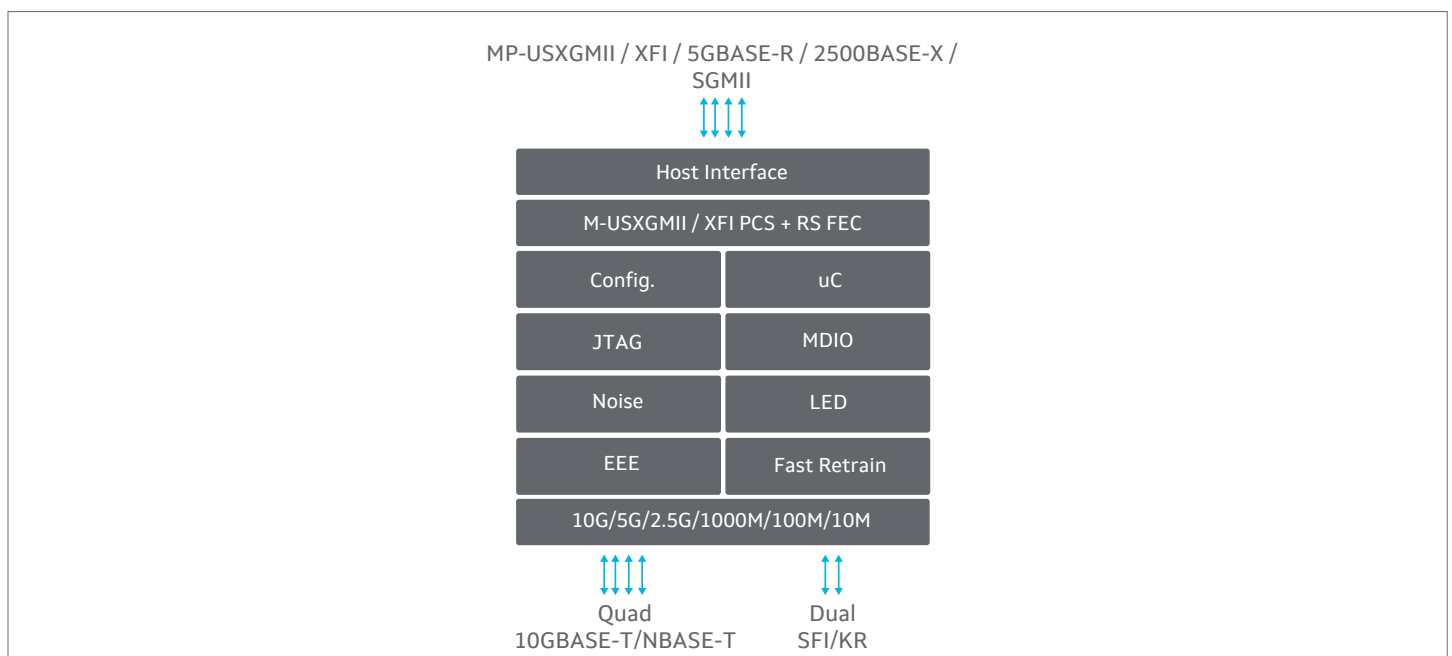 MP-USXGMII / XFI / 5GBASE-R / 2500BASE-X /
SGMII
Host Interface
M-USXGMII / XFI PCS + RS FEC
Config.
uC
JTAG
MDIO
Noise
LED
EEE
Fast Retrain
10G/5G/2.5G/1000M/100M/10M
Quad
10GBASE-T/NBASE-T
Dual
SFI/KR